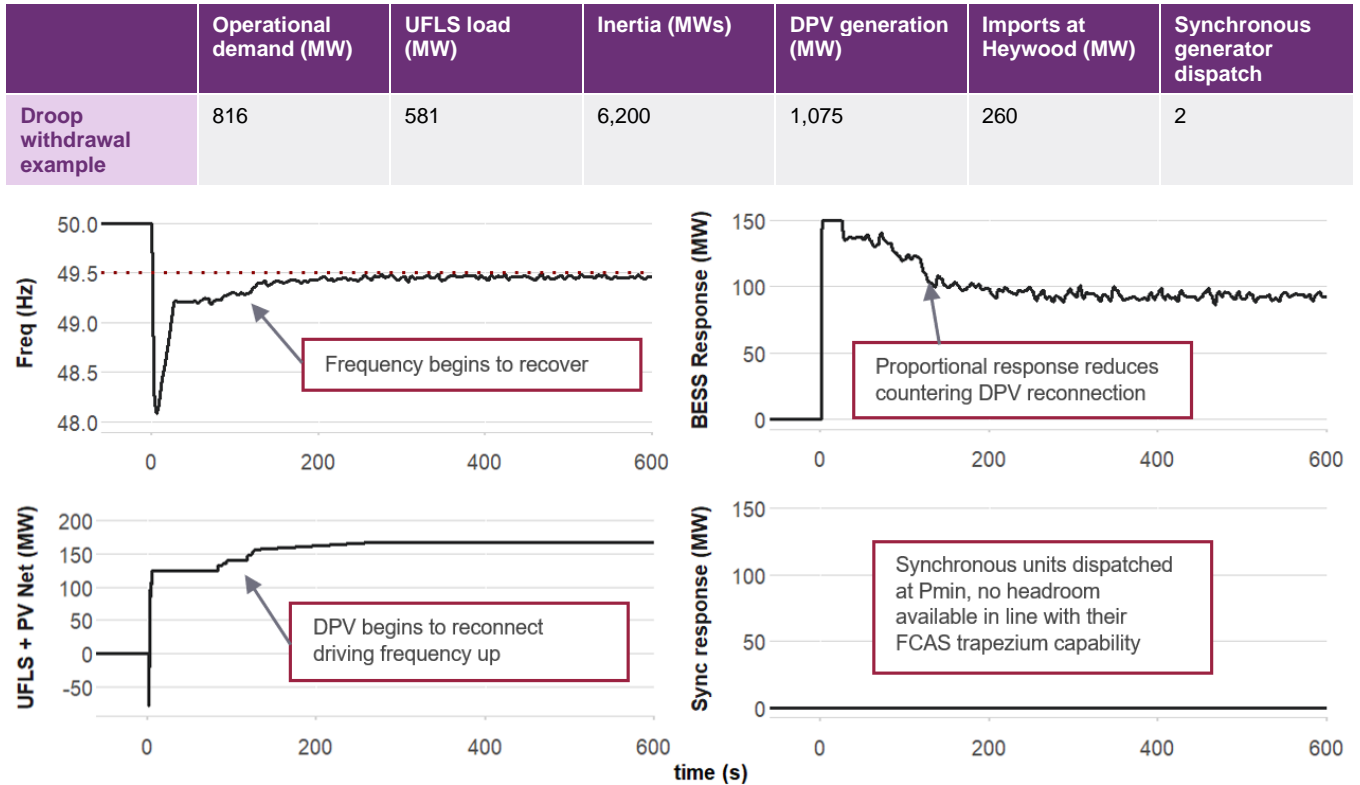 Operational demand (MW)
UFLS load (MW)
Inertia (MWs)
DPV generation (MW)
Imports at Heywood (MW)
Synchronous generator dispatch
Droop withdrawal example
816
581
6,200
1,075
260
2
Freq (Hz)
50.0
49.5
49.0
48.5
48.0
0
200
400
600
Frequency begins to recover
BESS Response (MW)
150
100
50
0
0
200
400
600
Proportional response reduces
countering DPV reconnection
UFLS + PV Net (MW)
200
150
100
50
0
-50
0
200
400
600
DPV begins to reconnect
driving frequency up
Sync response (MW)
150
100
50
0
0
200
400
600
Synchronous units dispatched
at Pmin, no headroom
available in line with their
FCAS trapezium capability
time (s)